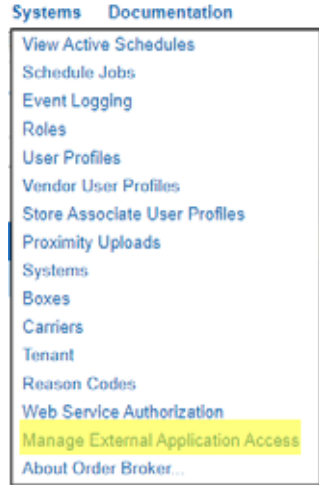 Systems Documentation
View Active Schedules
Schedule Jobs
Event Logging
Roles
User Profiles
Vendor User Profiles
Store Associate User Profiles
Proximity Uploads
Systems
Boxes
Carriers
Tenant
Reason Codes
Web Service Authorization
Manage External Application Access
About Order Broker...